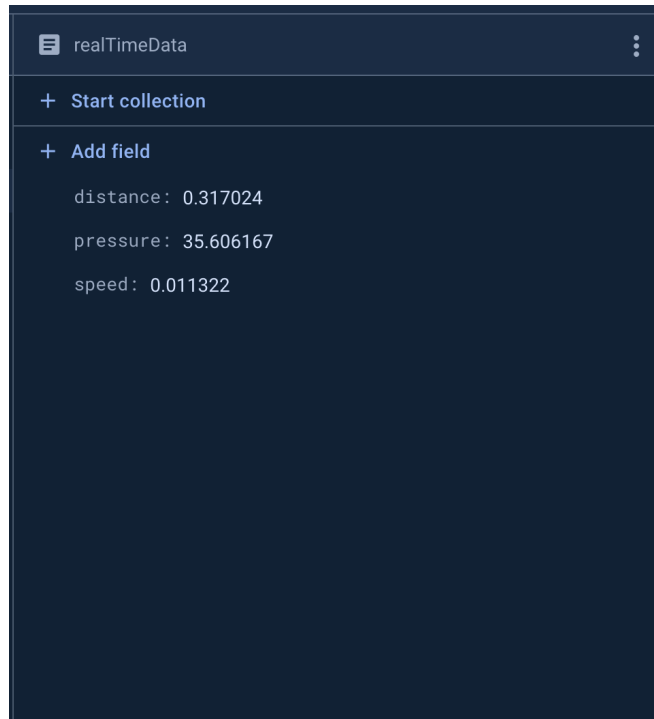 realTimeData
+ Start collection
+ Add field
distance: 0.317024
pressure: 35.606167
speed: 0.011322